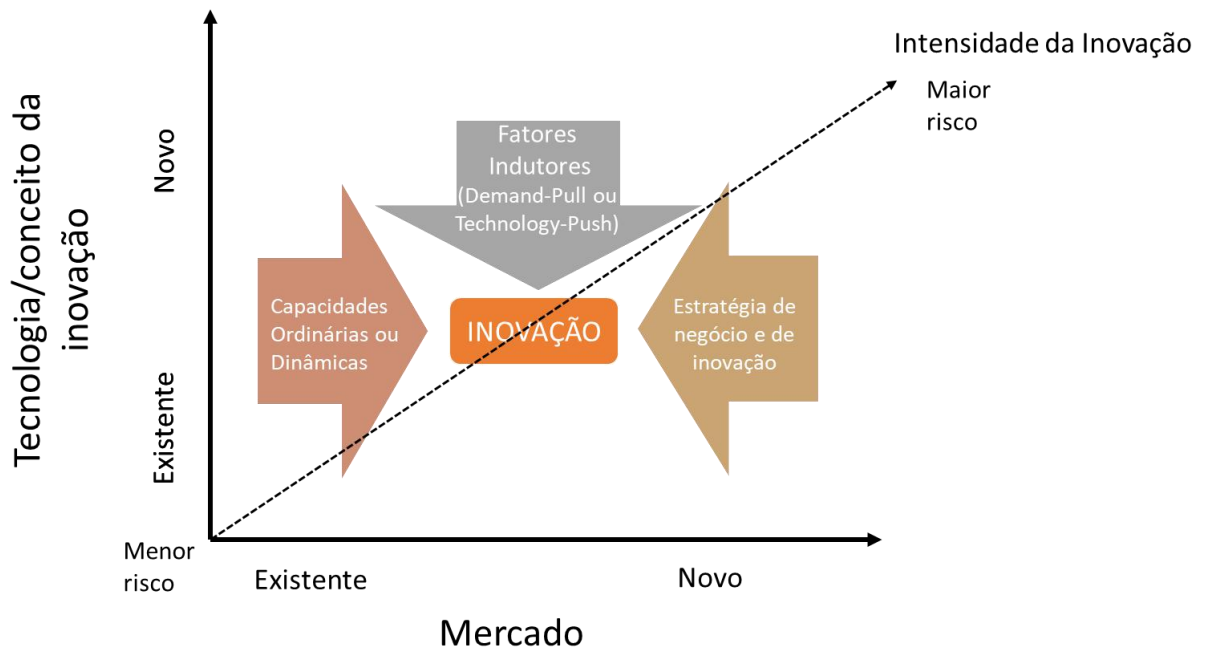 Intensidade da Inovação
Maior
risco
Tecnologia/conceito da
inovação
Novo
Existente
Fatores
Indutores
(Demand-Pull ou
Technology-Push)
Capacidades
Ordinárias ou
Dinâmicas
INOVAÇÃO
Estratégia de
negócio e de
inovação
Menor
risco
Existente
Novo
Mercado